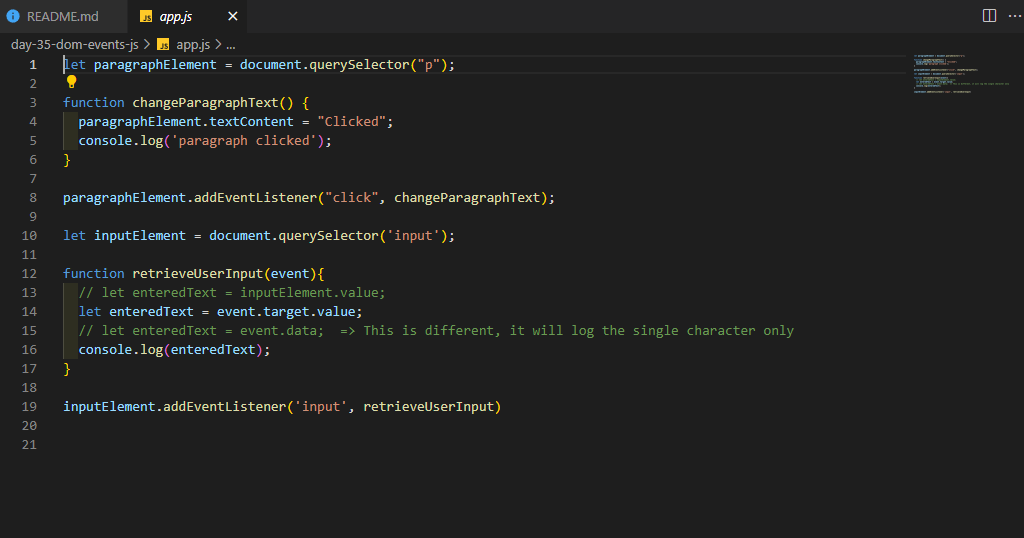 README.md
JS app.js ×
day-35-dom-events-js > JS app.js > ...
1 let paragraphElement = document.querySelector("p");
2
3 function changeParagraphText() {
4 paragraphElement.textContent = "Clicked";
5 console.log('paragraph clicked');
6 }
7
8 paragraphElement.addEventListener("click", changeParagraphText);
9
10 let inputElement = document.querySelector('input');
11
12 function retrieveUserInput(event){
13 // let enteredText = inputElement.value;
14 let enteredText = event.target.value;
15 // let enteredText = event.data;  => This is different, it will log the single character only
16 console.log(enteredText);
17 }
18
19 inputElement.addEventListener('input', retrieveUserInput)
20
21